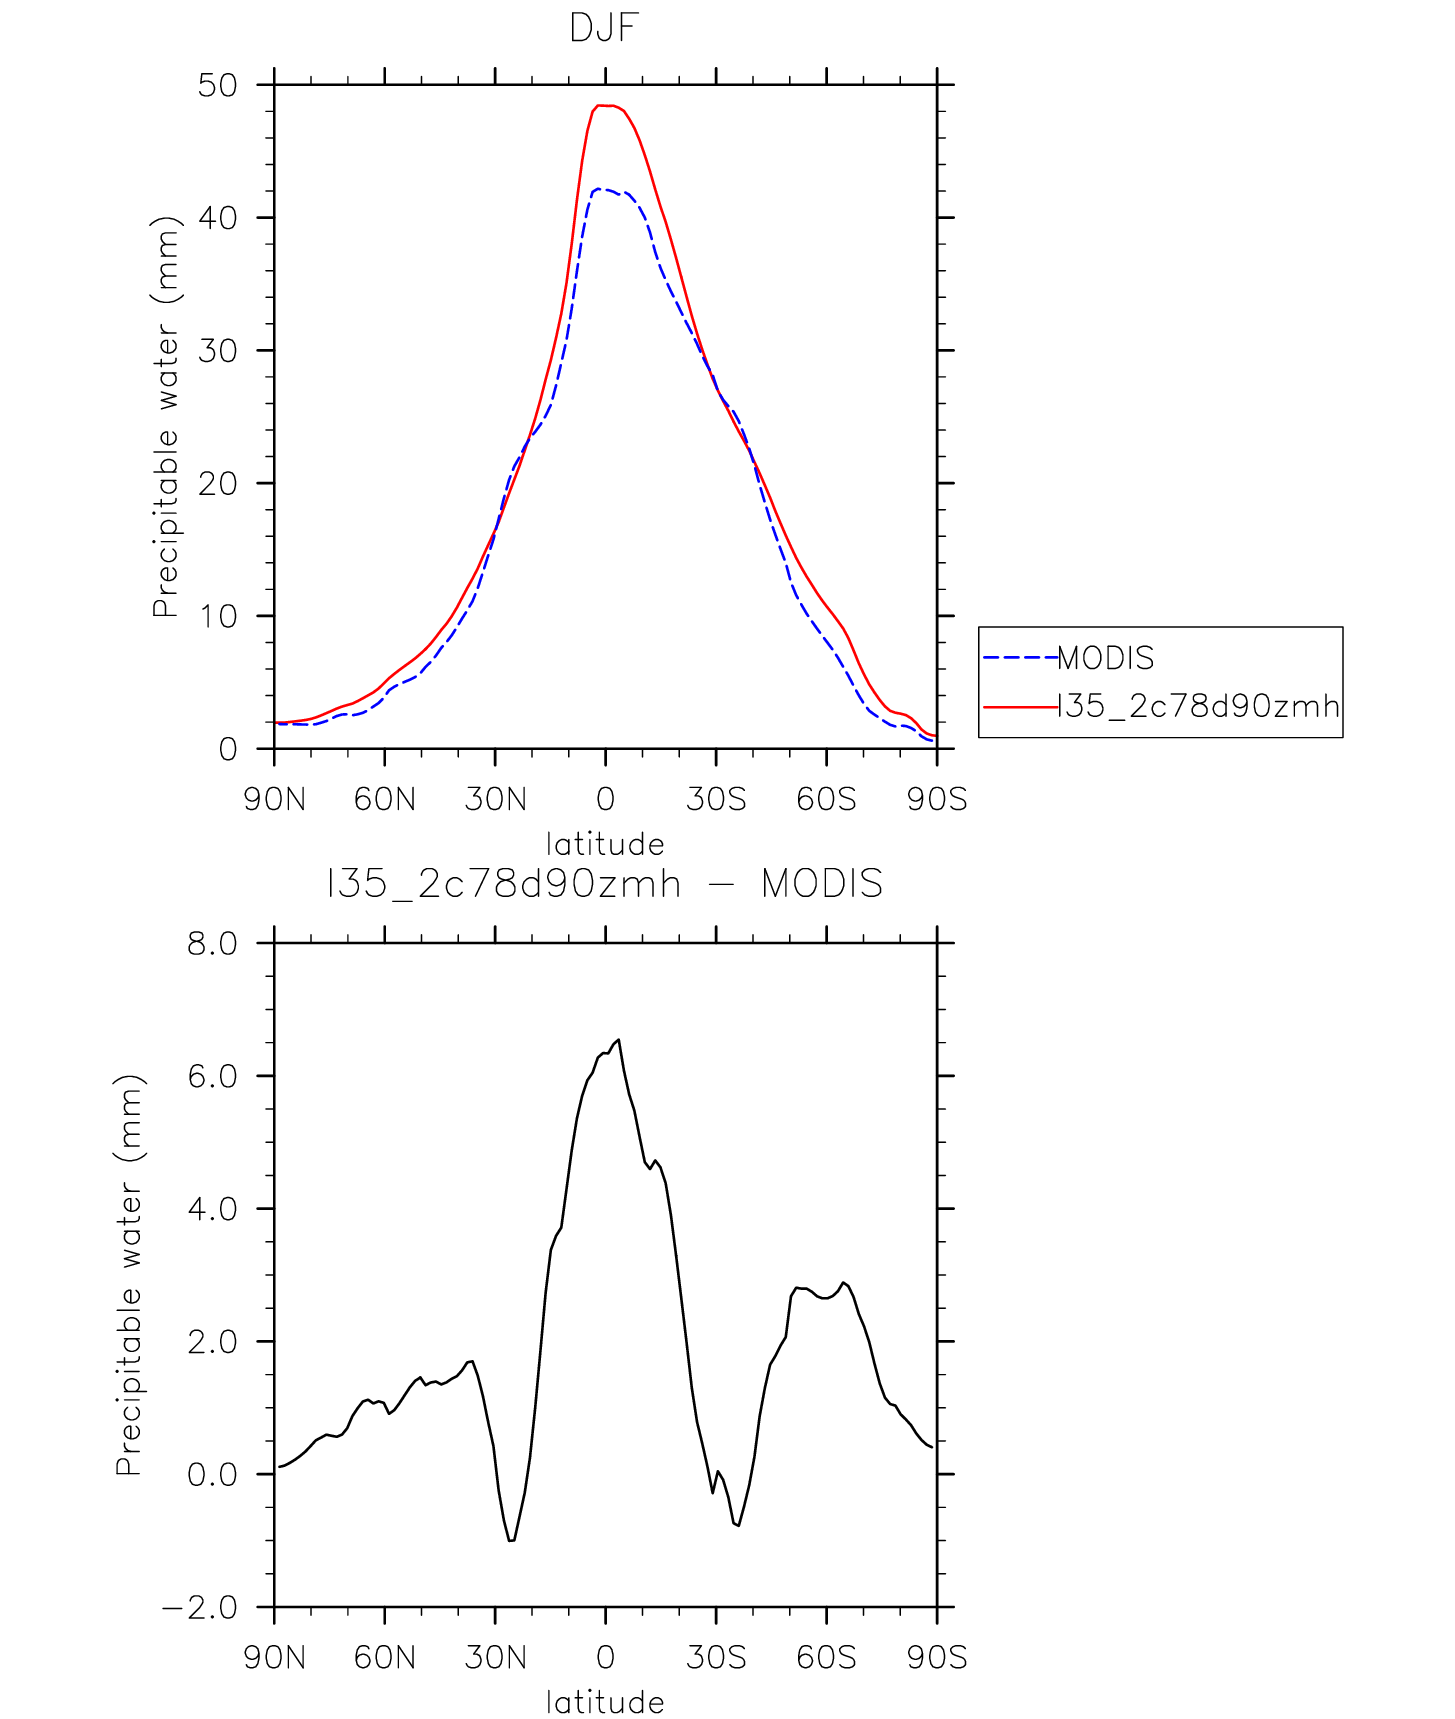 DJF
50
40
30
20
10
0
Precipitable water (mm)
90N 60N 30N 0 30S 60S 90S
latitude
MODIS
I35_2c78d90zmh
I35_2c78d90zmh − MODIS
8.0
6.0
4.0
2.0
0.0
−2.0
Precipitable water (mm)
90N 60N 30N 0 30S 60S 90S
latitude